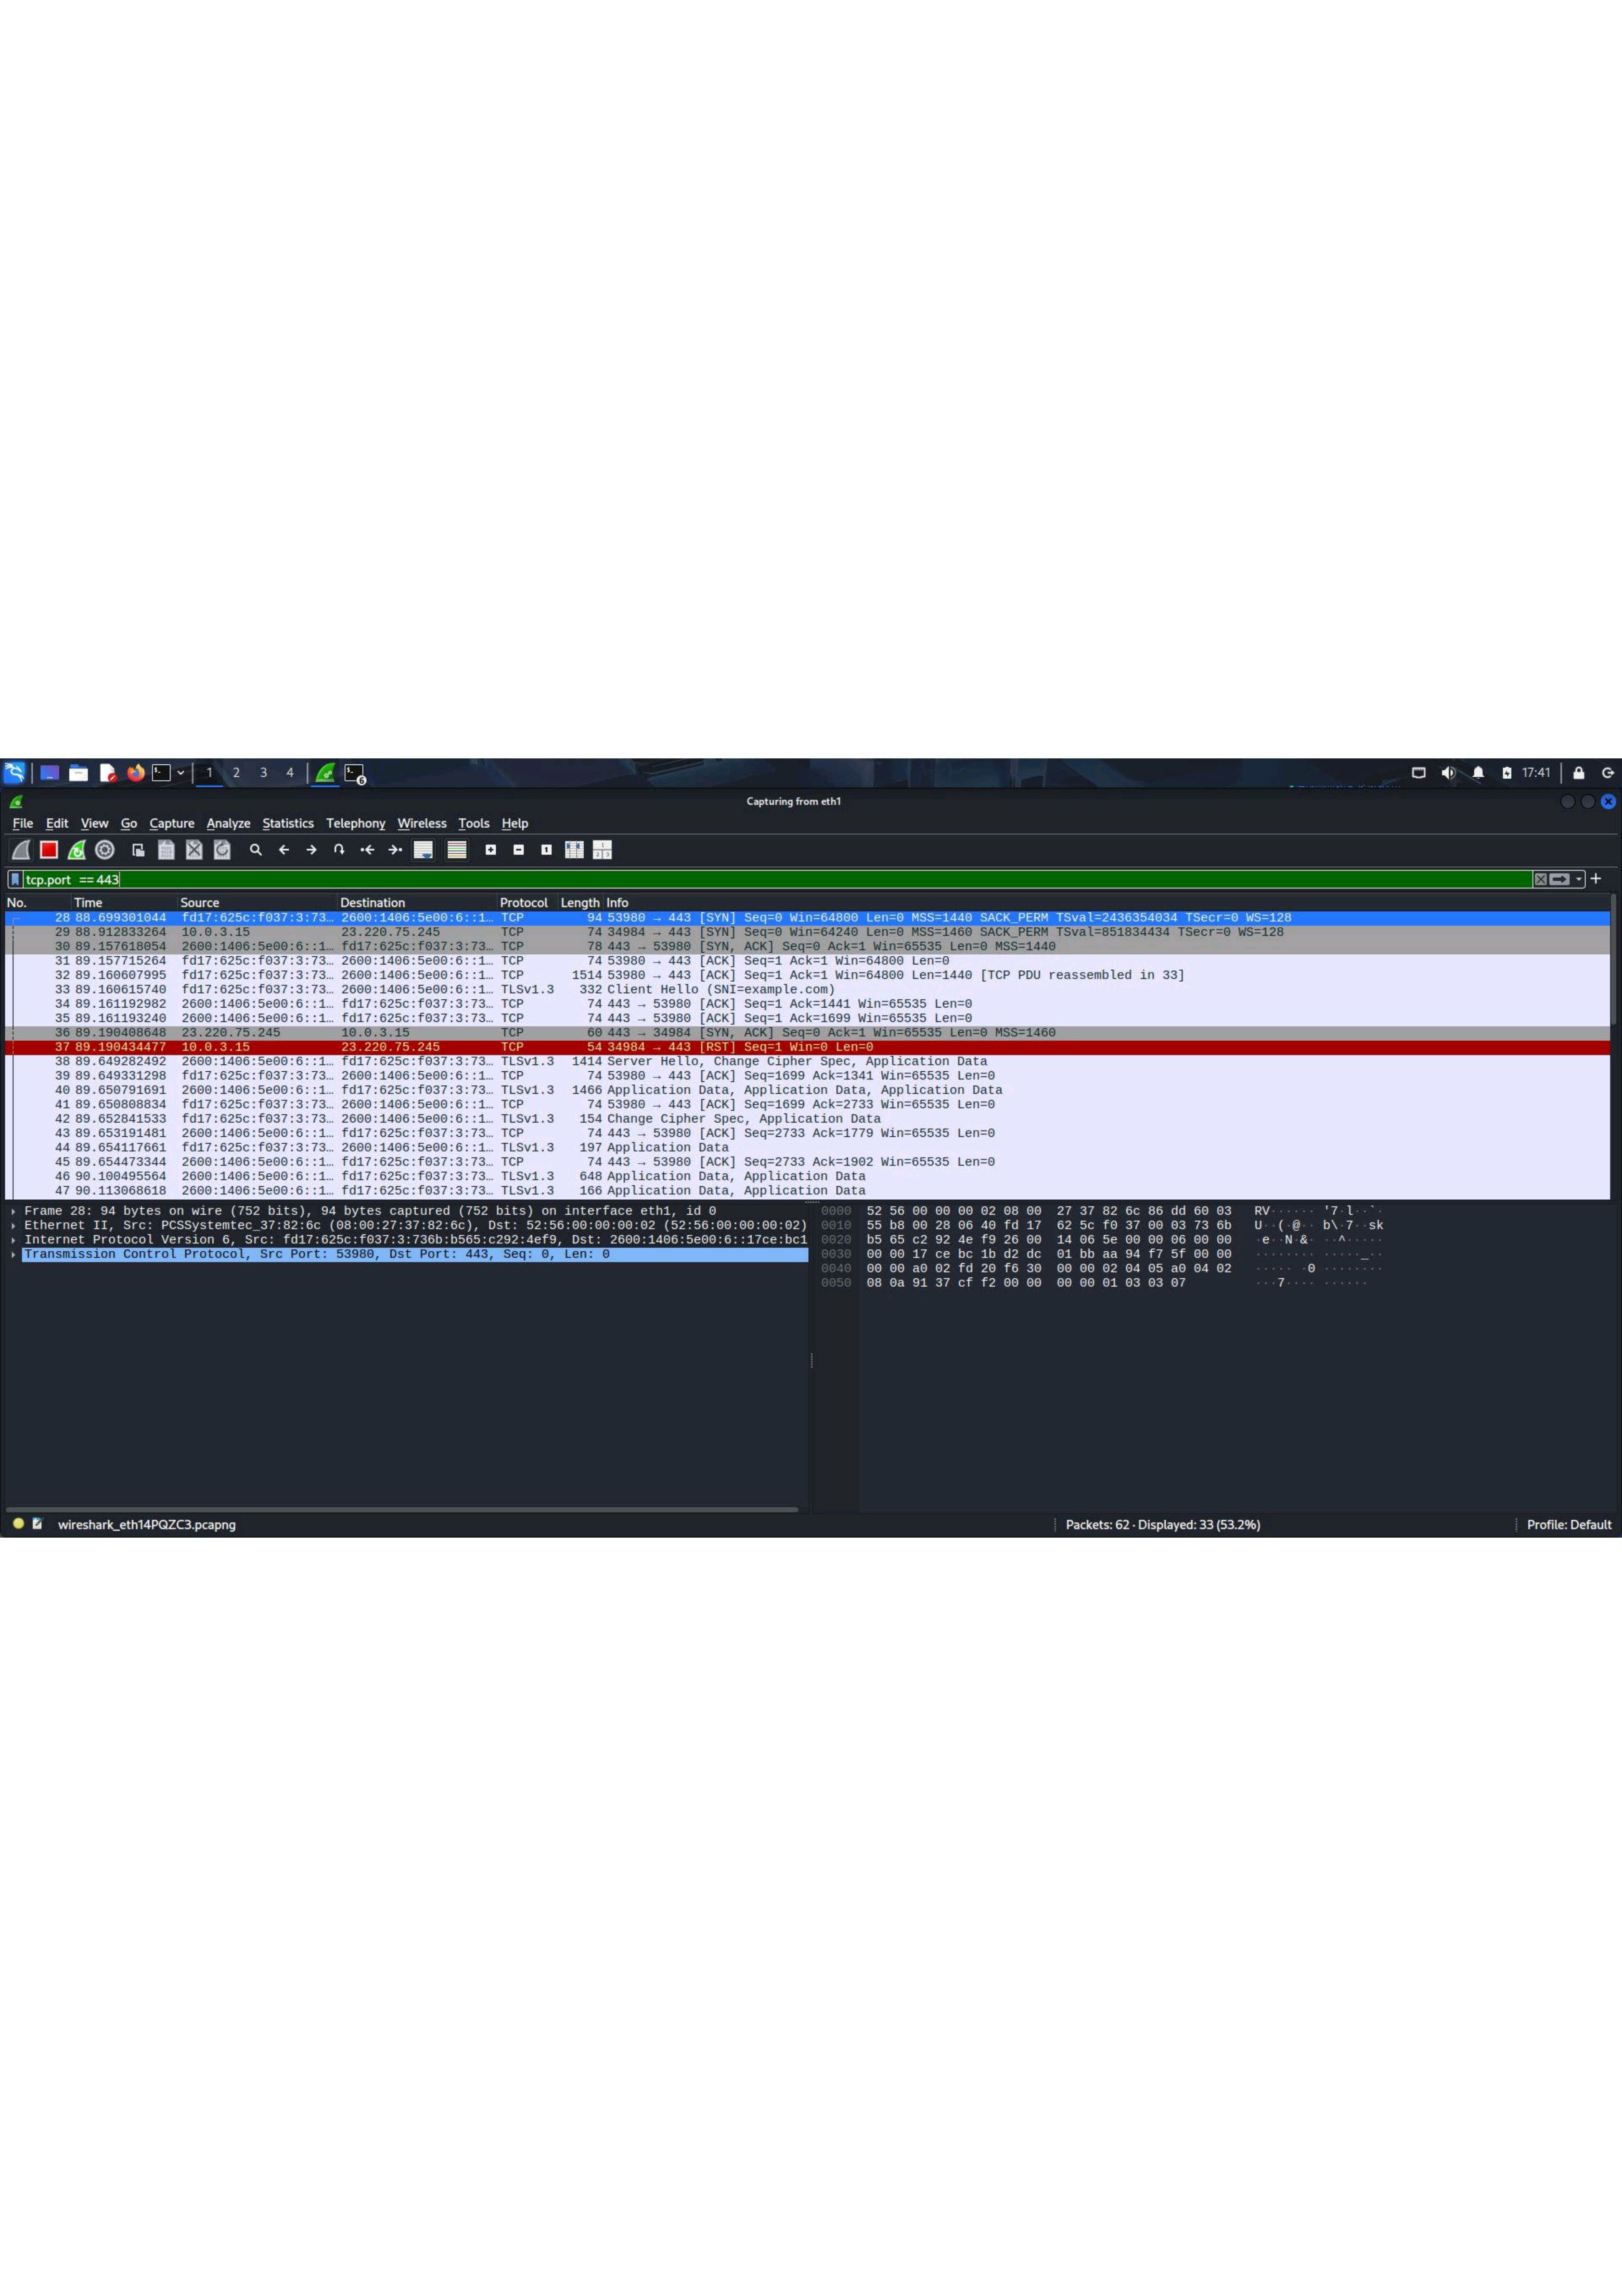 1 2 3 4 6 17:41
Capturing from eth1
File Edit View Go Capture Analyze Statistics Telephony Wireless Tools Help
tcp.port ==443
No. Time Source Destination Protocol Length Info
28 88.699301044 fd17:625c:f037:3:73… 2600:1406:5e00:6::1… TCP 94 53980 → 443 [SYN] Seq=0 Win=64800 Len=0 MSS=1440 SACK_PERM TSval=2436354034 TSecr=0 WS=128
29 88.912833264 10.0.3.15 23.220.75.245 TCP 74 34984 → 443 [SYN] Seq=0 Win=64240 Len=0 MSS=1460 SACK_PERM TSval=851834434 TSecr=0 WS=128
30 89.157618054 2600:1406:5e00:6::1… fd17:625c:f037:3:73… TCP 78 443 → 53980 [SYN, ACK] Seq=0 Ack=1 Win=65535 Len=0 MSS=1440
31 89.157715264 fd17:625c:f037:3:73… 2600:1406:5e00:6::1… TCP 74 53980 → 443 [ACK] Seq=1 Ack=1 Win=64800 Len=0
32 89.160607995 fd17:625c:f037:3:73… 2600:1406:5e00:6::1… TCP 1514 53980 → 443 [ACK] Seq=1 Ack=1 Win=64800 Len=1440 [TCP PDU reassembled in 33]
33 89.160615740 fd17:625c:f037:3:73… 2600:1406:5e00:6::1… TLSv1.3 332 Client Hello (SNI=example.com)
34 89.161192982 2600:1406:5e00:6::1… fd17:625c:f037:3:73… TCP 74 443 → 53980 [ACK] Seq=1 Ack=1441 Win=65535 Len=0
35 89.161193240 2600:1406:5e00:6::1… fd17:625c:f037:3:73… TCP 74 443 → 53980 [ACK] Seq=1 Ack=1699 Win=65535 Len=0
36 89.190408648 23.220.75.245 10.0.3.15 TCP 60 443 → 34984 [SYN, ACK] Seq=0 Ack=1 Win=65535 Len=0 MSS=1460
37 89.190434477 10.0.3.15 23.220.75.245 TCP 54 34984 → 443 [RST] Seq=1 Win=0 Len=0
38 89.649282492 2600:1406:5e00:6::1… fd17:625c:f037:3:73… TLSv1.3 1414 Server Hello, Change Cipher Spec, Application Data
39 89.649331298 fd17:625c:f037:3:73… 2600:1406:5e00:6::1… TCP 74 53980 → 443 [ACK] Seq=1699 Ack=1341 Win=65535 Len=0
40 89.650791691 2600:1406:5e00:6::1… fd17:625c:f037:3:73… TLSv1.3 1466 Application Data, Application Data, Application Data
41 89.650808834 fd17:625c:f037:3:73… 2600:1406:5e00:6::1… TCP 74 53980 → 443 [ACK] Seq=1699 Ack=2733 Win=65535 Len=0
42 89.652841533 fd17:625c:f037:3:73… 2600:1406:5e00:6::1… TLSv1.3 154 Change Cipher Spec, Application Data
43 89.653191481 2600:1406:5e00:6::1… fd17:625c:f037:3:73… TCP 74 443 → 53980 [ACK] Seq=2733 Ack=1779 Win=65535 Len=0
44 89.654117661 fd17:625c:f037:3:73… 2600:1406:5e00:6::1… TLSv1.3 197 Application Data
45 89.654473344 2600:1406:5e00:6::1… fd17:625c:f037:3:73… TCP 74 443 → 53980 [ACK] Seq=2733 Ack=1902 Win=65535 Len=0
46 90.100495564 2600:1406:5e00:6::1… fd17:625c:f037:3:73… TLSv1.3 648 Application Data, Application Data
47 90.113068618 2600:1406:5e00:6::1… fd17:625c:f037:3:73… TLSv1.3 166 Application Data, Application Data
Frame 28: 94 bytes on wire (752 bits), 94 bytes captured (752 bits) on interface eth1, id 0
Ethernet II, Src: PCSSystemtec_37:82:6c (08:00:27:37:82:6c), Dst: 52:56:00:00:00:02 (52:56:00:00:00:02)
Internet Protocol Version 6, Src: fd17:625c:f037:3:736b:b565:c292:4ef9, Dst: 2600:1406:5e00:6::17ce:bc1
Transmission Control Protocol, Src Port: 53980, Dst Port: 443, Seq: 0, Len: 0
0000 52 56 00 00 00 02 08 00 27 37 82 6c 86 dd 60 03 RV······ '7·l··`·
0010 55 b8 00 28 06 40 fd 17 62 5c f0 37 00 03 73 6b U··(·@·· b\·7··sk
0020 b5 65 c2 92 4e f9 26 00 14 06 5e 00 00 06 00 00 ·e··N·&· ··^·····
0030 00 00 17 ce bc 1b d2 dc 01 bb aa 94 f7 5f 00 00 ········ ·····_··
0040 00 00 a0 02 fd 20 f6 30 00 00 02 04 05 a0 04 02 ····· ·0 ········
0050 08 0a 91 37 cf f2 00 00 00 00 01 03 03 07 ···7···· ······
wireshark_eth14PQZC3.pcapng Packets: 62 · Displayed: 33 (53.2%) Profile: Default